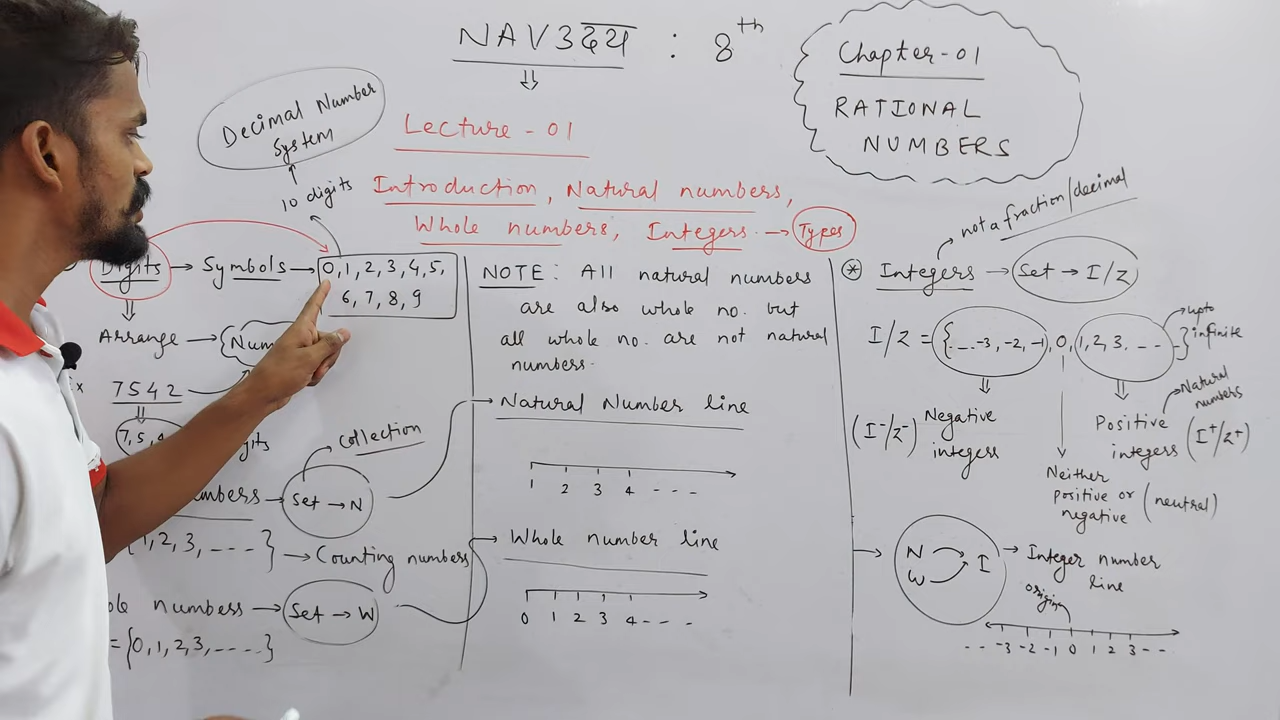 NAV3दय : 8th
Chapter-01
RATIONAL
NUMBERS
Decimal Number
System
Lecture - 01
10 digits
Introduction, Natural numbers,
Whole numbers, Integers → Types
Digits → Symbols → 0, 1, 2, 3, 4, 5,
6, 7, 8, 9
Arrange →
7542
7, 5,
collection
Set → N
{1, 2, 3, ----} → Counting numbers
numbers → Set → W
= {0, 1, 2, 3, ----}
NOTE: All natural numbers
are also whole no. but
all whole no. are not natural
numbers.
Natural Number line
1 2 3 4 ---
Whole number line
0 1 2 3 4 ---
not a fraction/decimal
* Integers → Set → I/Z
I/Z = {--- -3, -2, -1, 0, 1, 2, 3, --- -}
upto
infinite
(I⁻/Z⁻) Negative
integers
Neither
positive or
negative
(neutral)
Natural
numbers
Positive
integers (I⁺/Z⁺)
N
W
I
→ Integer number
line
origin
-- -3 -2 -1 0 1 2 3 --